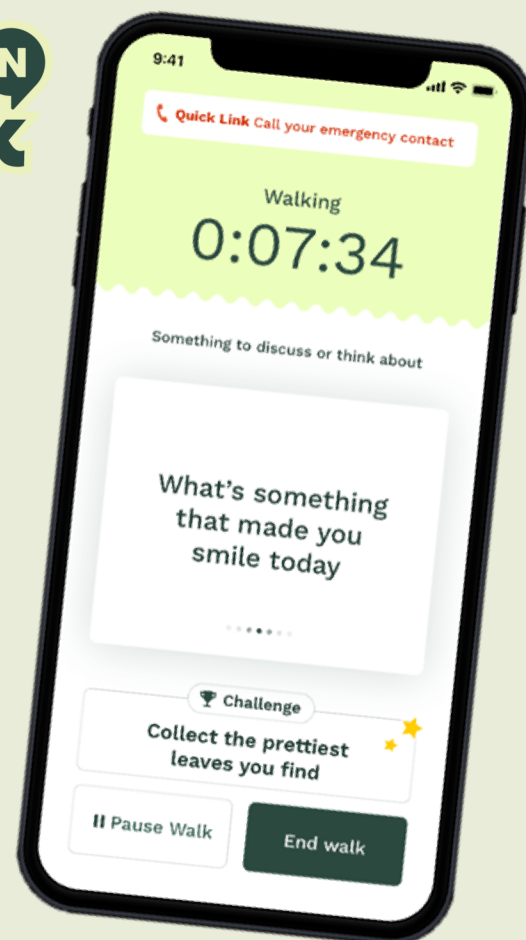 N
K
9:41
Quick Link Call your emergency contact
Walking
0:07:34
Something to discuss or think about
What's something
that made you
smile today
Challenge
Collect the prettiest
leaves you find
Pause Walk
End walk